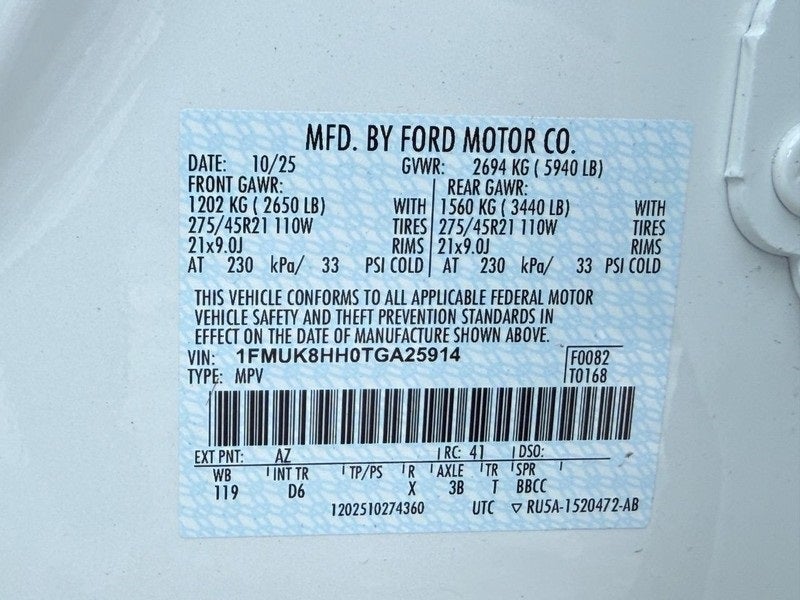 MFD. BY FORD MOTOR CO.
DATE: 10/25 GVWR: 2694 KG ( 5940 LB)
FRONT GAWR: REAR GAWR:
1202 KG ( 2650 LB) WITH 1560 KG ( 3440 LB) WITH
275/45R21 110W TIRES 275/45R21 110W TIRES
21x9.0J RIMS 21x9.0J RIMS
AT 230 kPa/ 33 PSI COLD AT 230 kPa/ 33 PSI COLD
THIS VEHICLE CONFORMS TO ALL APPLICABLE FEDERAL MOTOR
VEHICLE SAFETY AND THEFT PREVENTION STANDARDS IN
EFFECT ON THE DATE OF MANUFACTURE SHOWN ABOVE.
VIN: 1FMUK8HH0TGA25914 F0082
TYPE: MPV T0168
EXT PNT: AZ RC: 41 DSO:
WB INT TR TP/PS R AXLE TR SPR
119 D6 X 3B T BBCC
1202510274360 UTC ▽ RU5A-1520472-AB